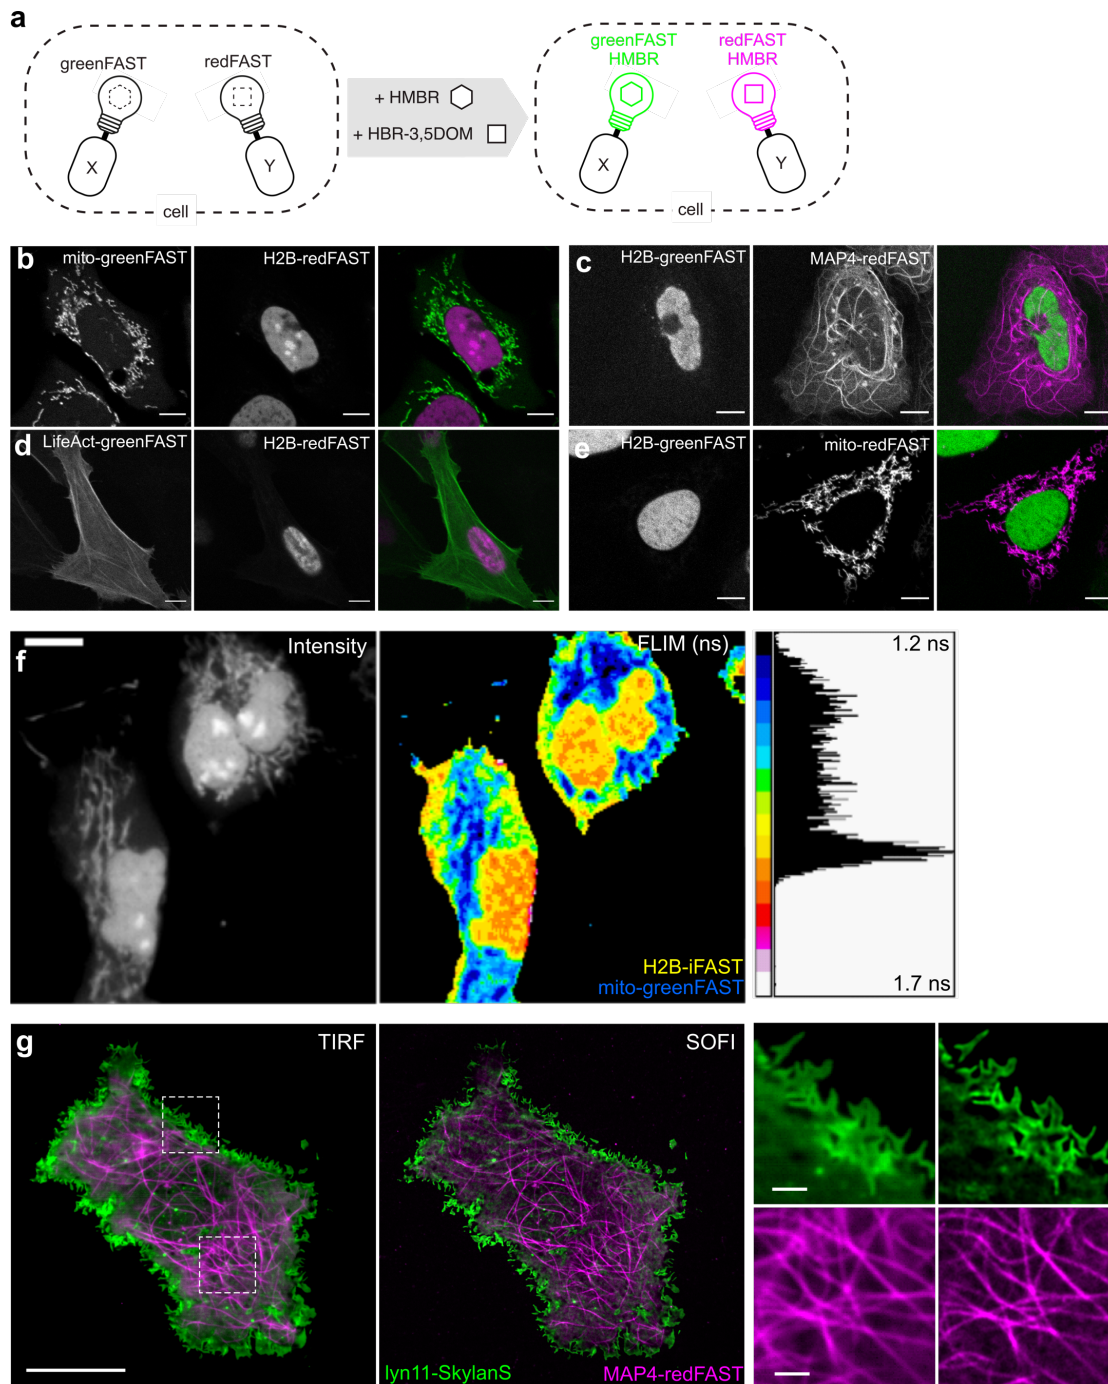 a
greenFAST
redFAST
X
Y
cell
+ HMBR
+ HBR-3,5DOM
greenFAST
HMBR
redFAST
HMBR
X
Y
cell
b
mito-greenFAST
H2B-redFAST
c
H2B-greenFAST
MAP4-redFAST
d
LifeAct-greenFAST
H2B-redFAST
e
H2B-greenFAST
mito-redFAST
f
Intensity
FLIM (ns)
H2B-iFAST
mito-greenFAST
1.2 ns
1.7 ns
g
TIRF
SOFI
lyn11-SkylanS
MAP4-redFAST